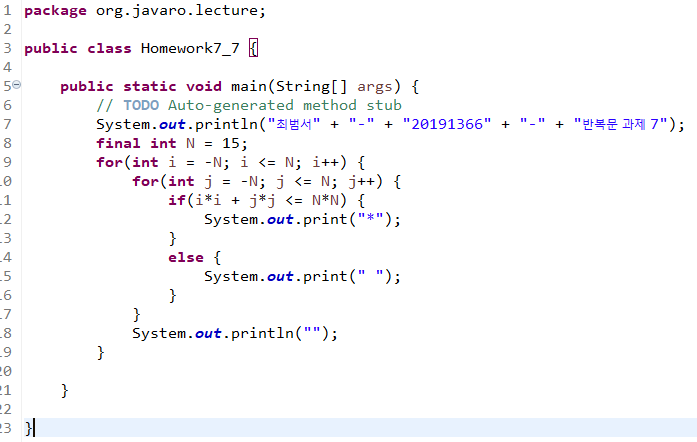 1 package org.javaro.lecture;
2
3 public class Homework7_7 {
4
5 public static void main(String[] args) {
6 // TODO Auto-generated method stub
7 System.out.println("최범서" + "-" + "20191366" + "-" + "반복문 과제 7");
8 final int N = 15;
9 for(int i = -N; i <= N; i++) {
10 for(int j = -N; j <= N; j++) {
11 if(i*i + j*j <= N*N) {
12 System.out.print("*");
13 }
14 else {
15 System.out.print(" ");
16 }
17 }
18 System.out.println("");
19 }
20
21 }
22
23 }